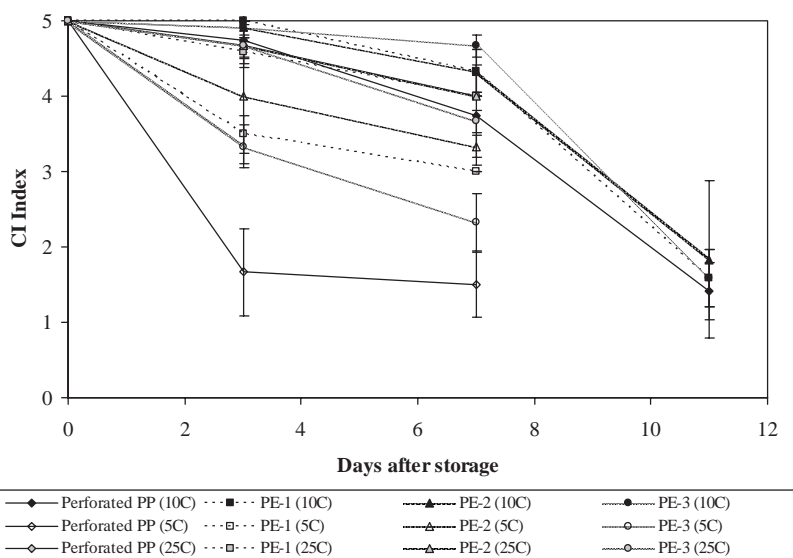 5
4
3
2
1
0
CI Index
0 2 4 6 8 10 12
Days after storage
Perforated PP (10C) PE-1 (10C) PE-2 (10C) PE-3 (10C)
Perforated PP (5C) PE-1 (5C) PE-2 (5C) PE-3 (5C)
Perforated PP (25C) PE-1 (25C) PE-2 (25C) PE-3 (25C)